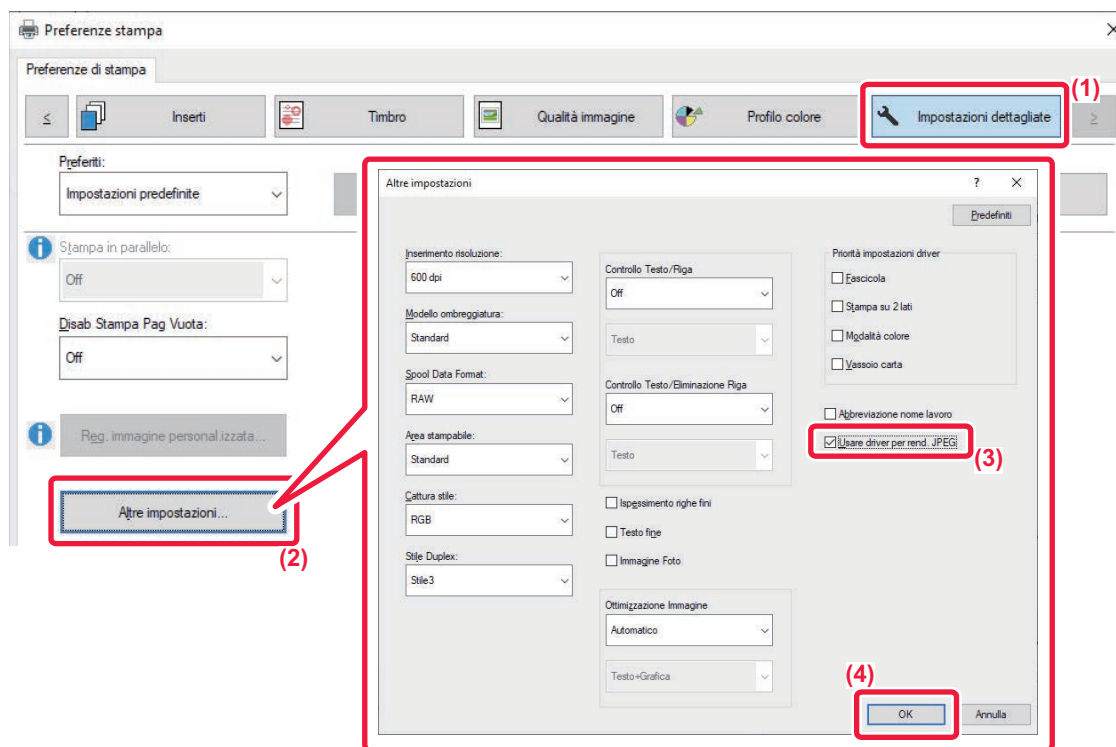 Preferenze stampa
Preferenze di stampa
(1)
< Inserti Timbro Qualità immagine Profilo colore Impostazioni dettagliate >
Preferiti:
Impostazioni predefinite
Stampa in parallelo:
Off
Disab Stampa Pag Vuota:
Off
Reg. immagine personal.izzata...
Altre impostazioni...
(2)
Altre impostazioni
?
Predefiniti
Inserimento risoluzione:
600 dpi
Modello ombreggiatura:
Standard
Spool Data Format:
RAW
Area stampabile:
Standard
Cattura stile:
RGB
Stile Duplex:
Stile3
Controllo Testo/Riga
Off
Testo
Controllo Testo/Eliminazione Riga
Off
Testo
Ispessimento righe fini
Testo fine
Immagine Foto
Ottimizzazione Immagine
Automatico
Testo+Grafica
Priorità impostazioni driver
Fascicola
Stampa su 2 lati
Modalità colore
Vassoio carta
Abbreviazione nome lavoro
Usare driver per rend. JPEG
(3)
(4)
OK Annulla